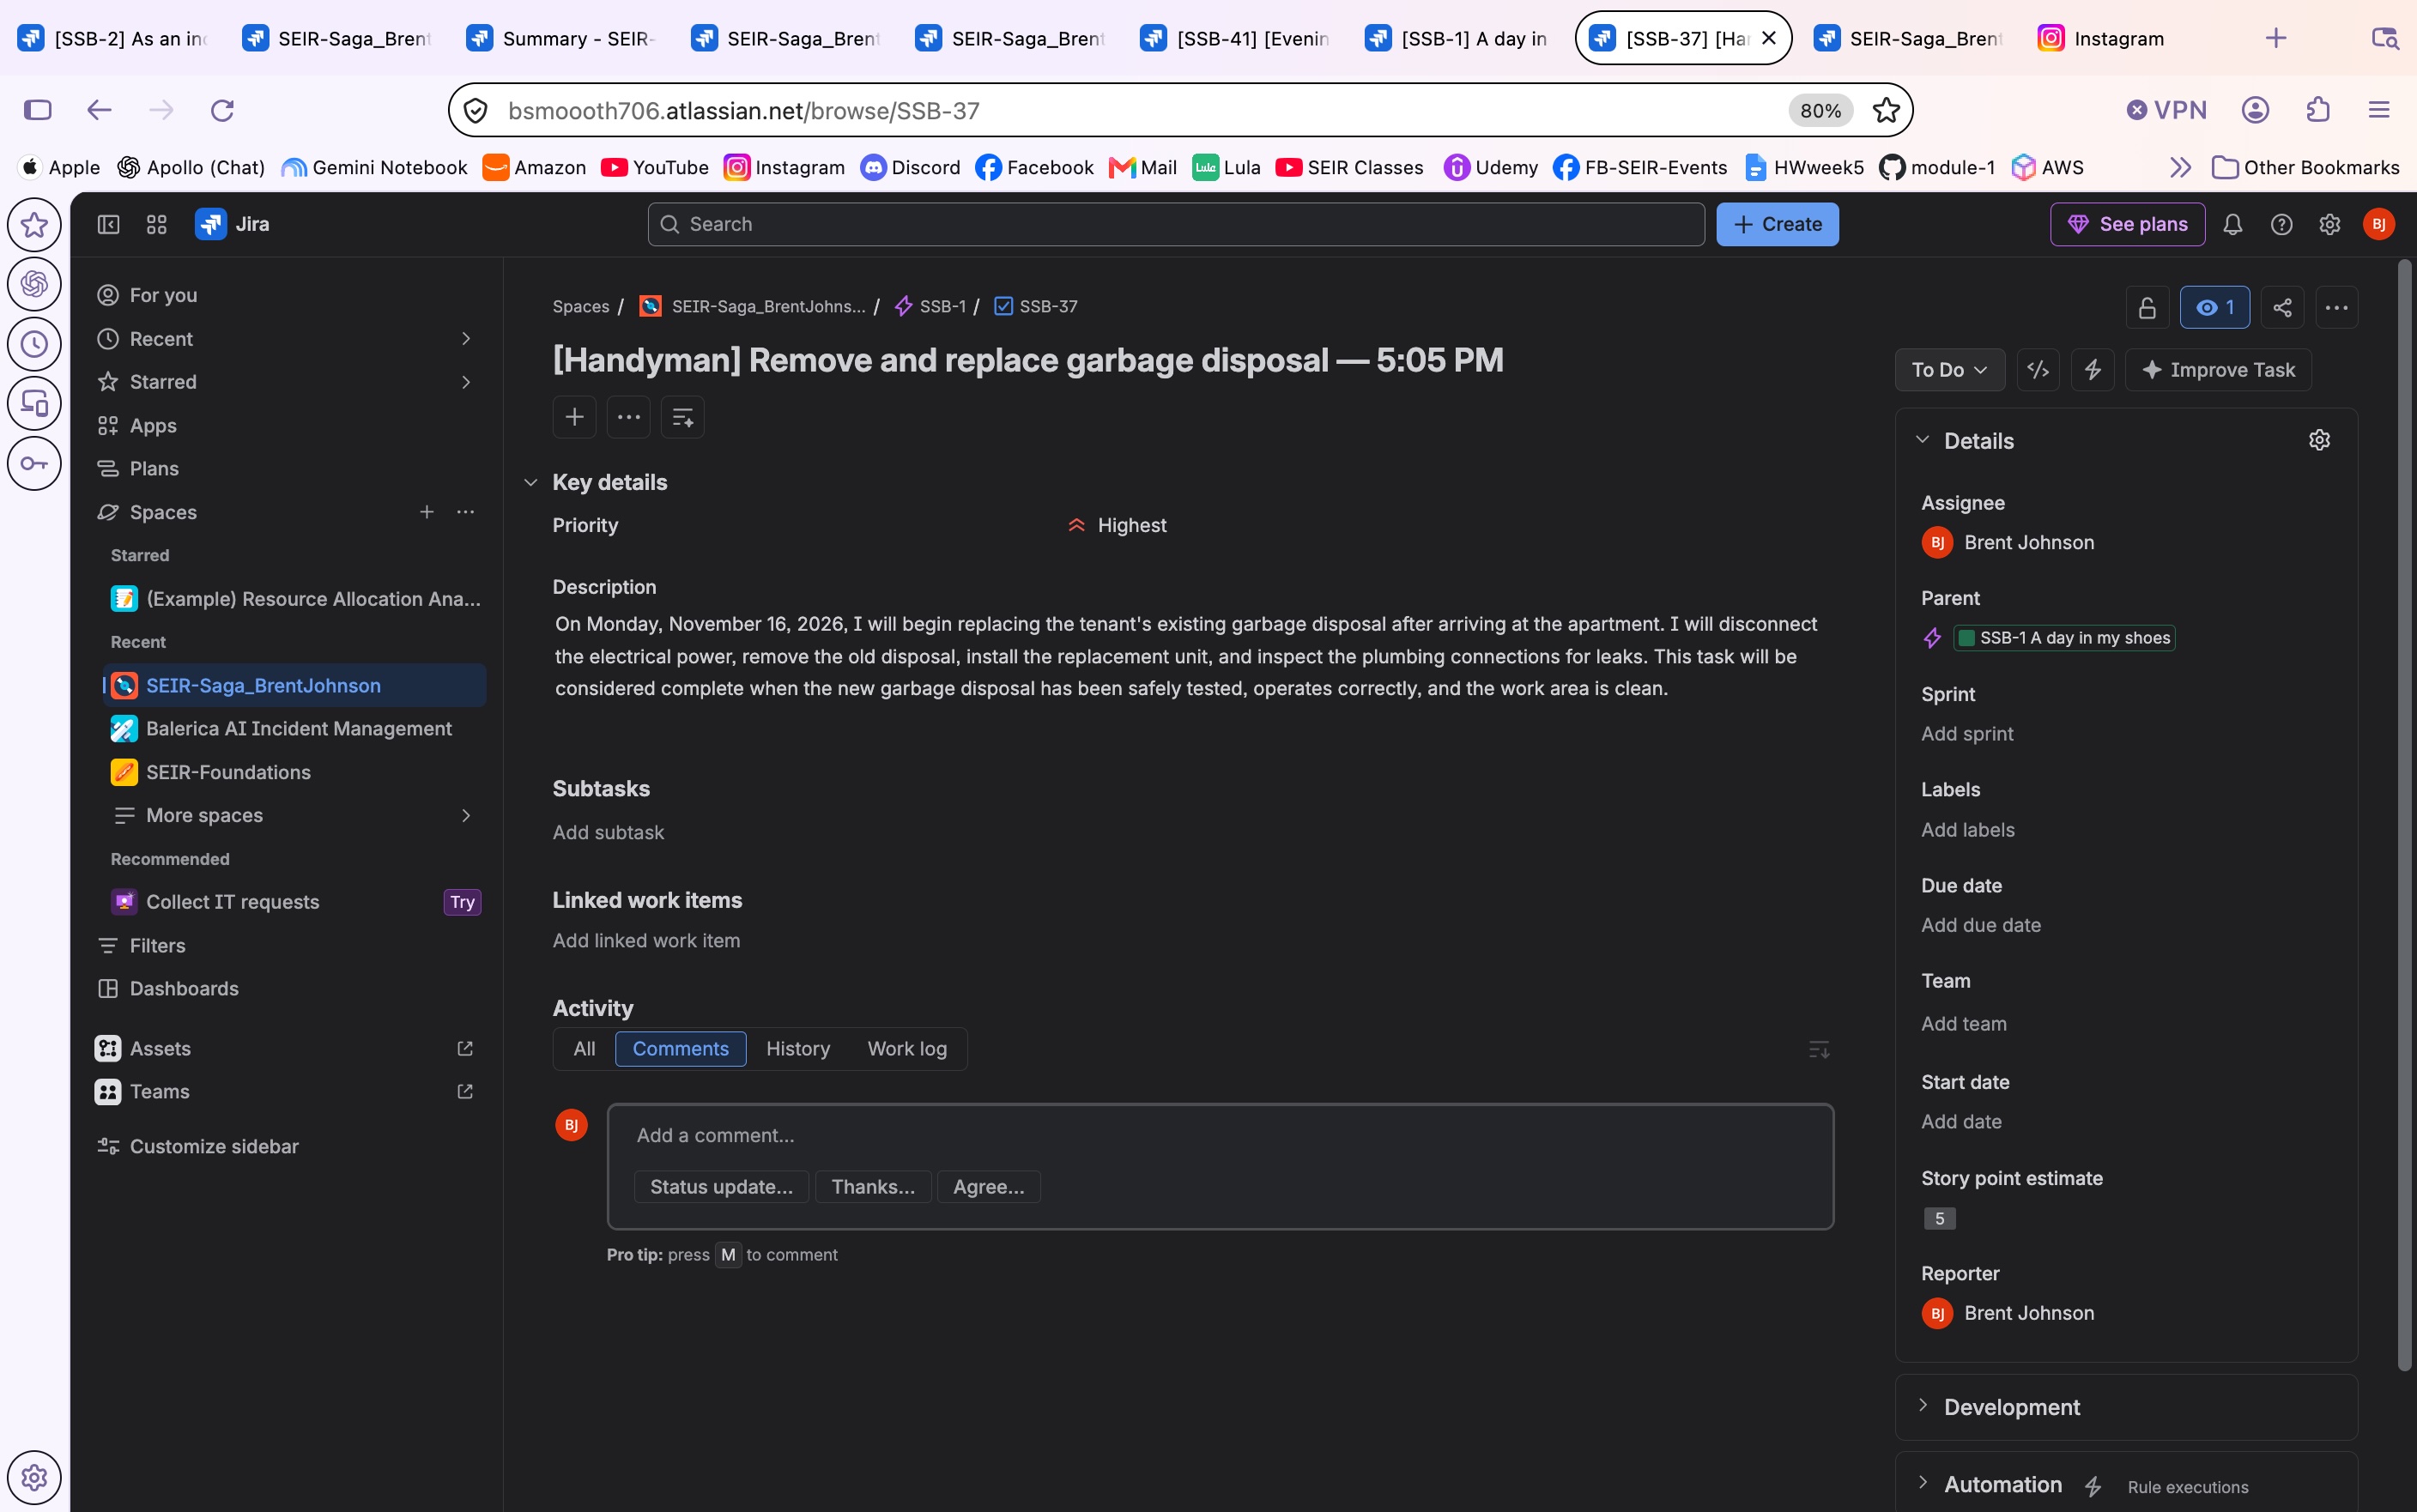 [SSB-2] As an in
SEIR-Saga_Brent
Summary - SEIR-
SEIR-Saga_Brent
SEIR-Saga_Brent
[SSB-41] [Evenin
[SSB-1] A day in
[SSB-37] [Ha
SEIR-Saga_Brent
Instagram
bsmoooth706.atlassian.net/browse/SSB-37
80%
VPN
Apple
Apollo (Chat)
Gemini Notebook
Amazon
YouTube
Instagram
Discord
Facebook
Mail
Lula
SEIR Classes
Udemy
FB-SEIR-Events
HWweek5
module-1
AWS
Other Bookmarks
Jira
Search
Create
See plans
BJ
For you
Recent
Starred
Apps
Plans
Spaces
Starred
(Example) Resource Allocation Ana...
Recent
SEIR-Saga_BrentJohnson
Balerica AI Incident Management
SEIR-Foundations
More spaces
Recommended
Collect IT requests
Try
Filters
Dashboards
Assets
Teams
Customize sidebar
Spaces / SEIR-Saga_BrentJohns... / SSB-1 / SSB-37
1
[Handyman] Remove and replace garbage disposal — 5:05 PM
Key details
Priority
Highest
Description
On Monday, November 16, 2026, I will begin replacing the tenant's existing garbage disposal after arriving at the apartment. I will disconnect
the electrical power, remove the old disposal, install the replacement unit, and inspect the plumbing connections for leaks. This task will be
considered complete when the new garbage disposal has been safely tested, operates correctly, and the work area is clean.
Subtasks
Add subtask
Linked work items
Add linked work item
Activity
All
Comments
History
Work log
BJ
Add a comment...
Status update...
Thanks...
Agree...
Pro tip: press M to comment
To Do
Improve Task
Details
Assignee
BJ Brent Johnson
Parent
SSB-1 A day in my shoes
Sprint
Add sprint
Labels
Add labels
Due date
Add due date
Team
Add team
Start date
Add date
Story point estimate
5
Reporter
BJ Brent Johnson
Development
Automation
Rule executions